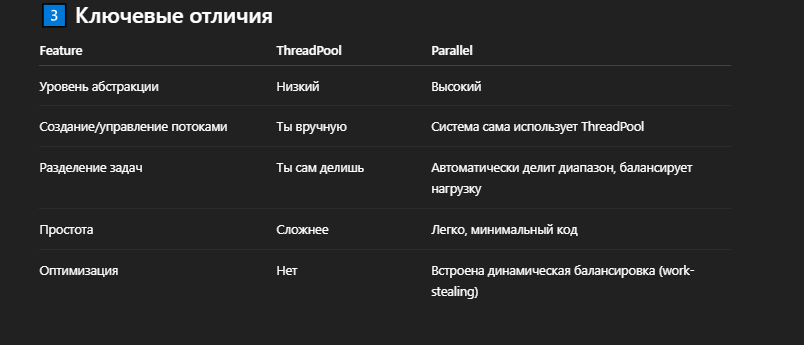 3 Ключевые отличия
Feature ThreadPool Parallel
Уровень абстракции Низкий Высокий
Создание/управление потоками Ты вручную Система сама использует ThreadPool
Разделение задач Ты сам делишь Автоматически делит диапазон, балансирует
нагрузку
Простота Сложнее Легко, минимальный код
Оптимизация Нет Встроена динамическая балансировка (work-
stealing)